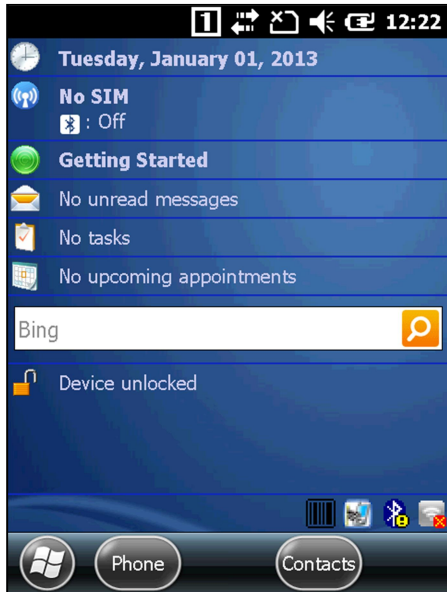 1 12:22
Tuesday, January 01, 2013
No SIM
: Off
Getting Started
No unread messages
No tasks
No upcoming appointments
Bing
Device unlocked
Phone Contacts